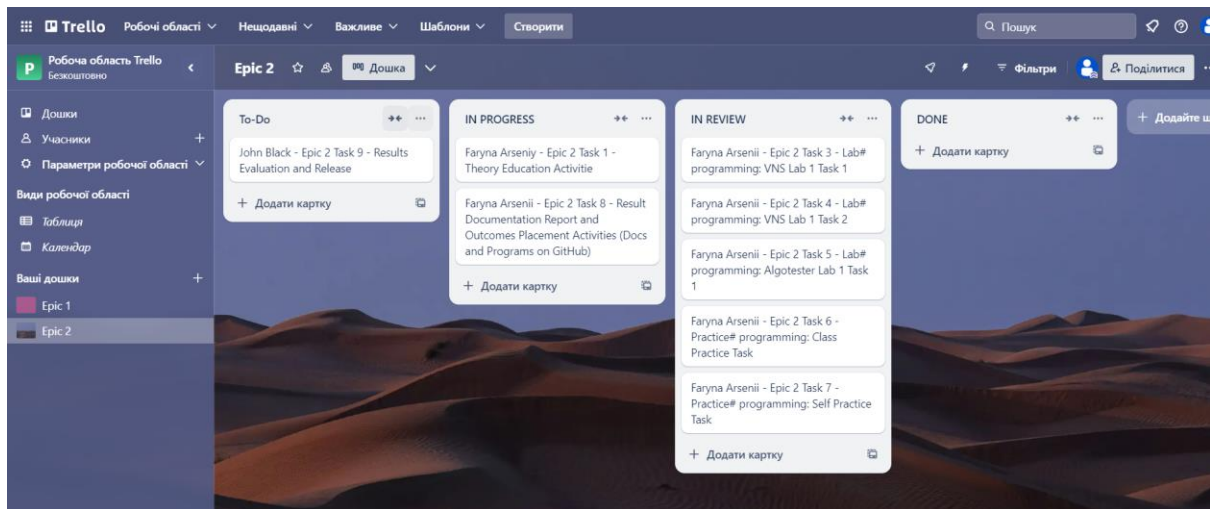 Trello Робочі області Нещодавні Важливе Шаблони Створити Пошук
P Робоча область Trello
Безкоштовно
Epic 2 Дошка Фільтри Поділитися
Дошки
Учасники
Параметри робочої області
Види робочої області
Таблиця
Календар
Ваші дошки
Epic 1
Epic 2
To-Do
John Black - Epic 2 Task 9 - Results
Evaluation and Release
+ Додати картку
IN PROGRESS
Faryna Arseniy - Epic 2 Task 1 -
Theory Education Activitie
Faryna Arsenii - Epic 2 Task 8 - Result
Documentation Report and
Outcomes Placement Activities (Docs
and Programs on GitHub)
+ Додати картку
IN REVIEW
Faryna Arsenii - Epic 2 Task 3 - Lab#
programming: VNS Lab 1 Task 1
Faryna Arsenii - Epic 2 Task 4 - Lab#
programming: VNS Lab 1 Task 2
Faryna Arsenii - Epic 2 Task 5 - Lab#
programming: Algotester Lab 1 Task
1
Faryna Arsenii - Epic 2 Task 6 -
Practice# programming: Class
Practice Task
Faryna Arsenii - Epic 2 Task 7 -
Practice# programming: Self Practice
Task
+ Додати картку
DONE
+ Додати картку
+ Додайте